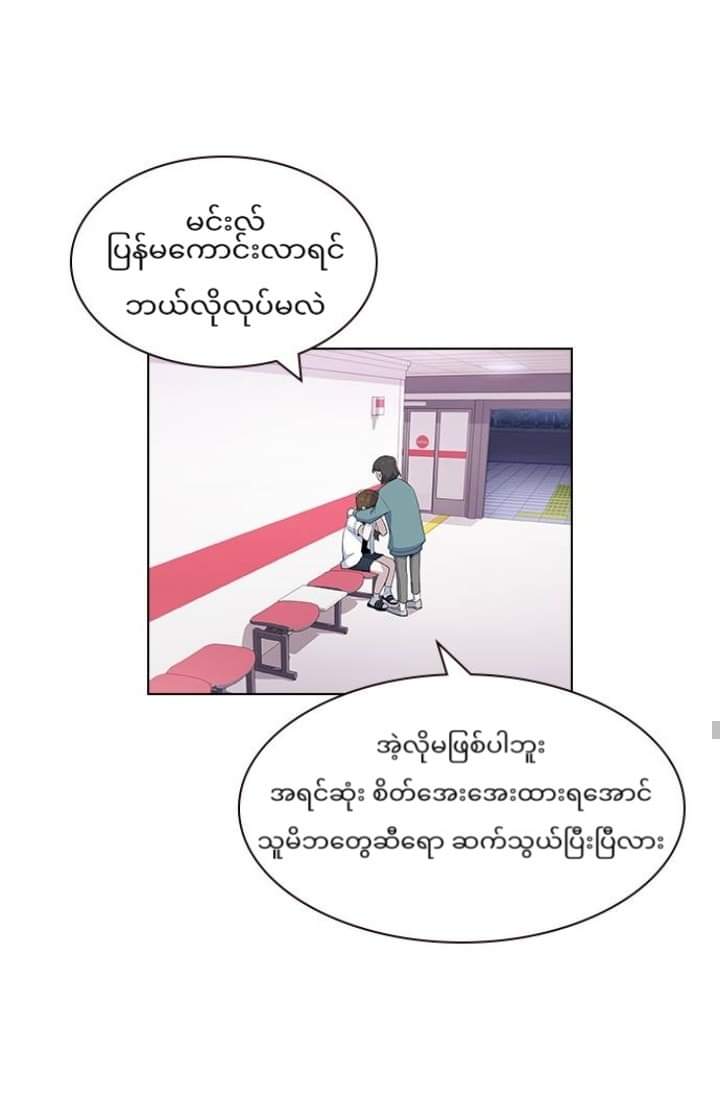 မင်းလ်
ပြန်မကောင်းလာရင်
ဘယ်လိုလုပ်မလဲ
အဲ့လိုမဖြစ်ပါဘူး
အရင်ဆုံး စိတ်အေးအေးထားရအောင်
သူမိဘတွေဆီရော ဆက်သွယ်ပြီးပြီလား